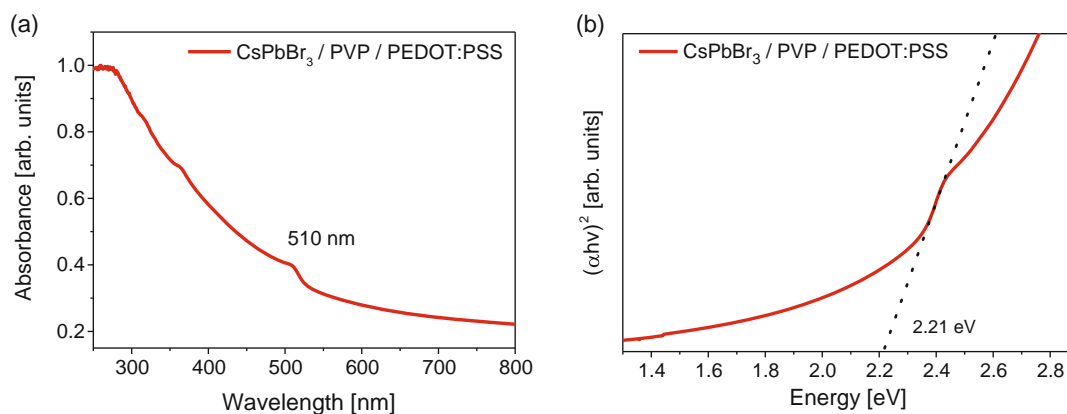 (a)
CsPbBr₃ / PVP / PEDOT:PSS
1.0
0.8
0.6
0.4
0.2
Absorbance [arb. units]
510 nm
300 400 500 600 700 800
Wavelength [nm]
(b)
CsPbBr₃ / PVP / PEDOT:PSS
(αhν)² [arb. units]
2.21 eV
1.4 1.6 1.8 2.0 2.2 2.4 2.6 2.8
Energy [eV]